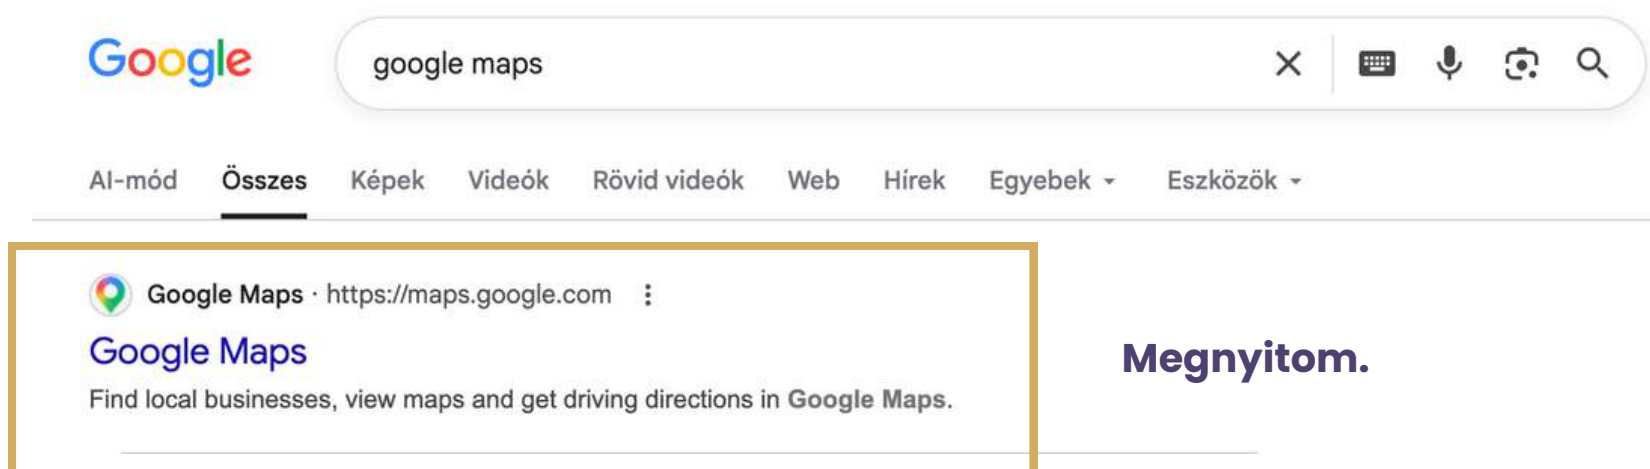 Google
google maps
AI-mód Összes Képek Videók Rövid videók Web Hírek Egyebek Eszközök
Google Maps · https://maps.google.com
Google Maps
Find local businesses, view maps and get driving directions in Google Maps.
Megnyitom.